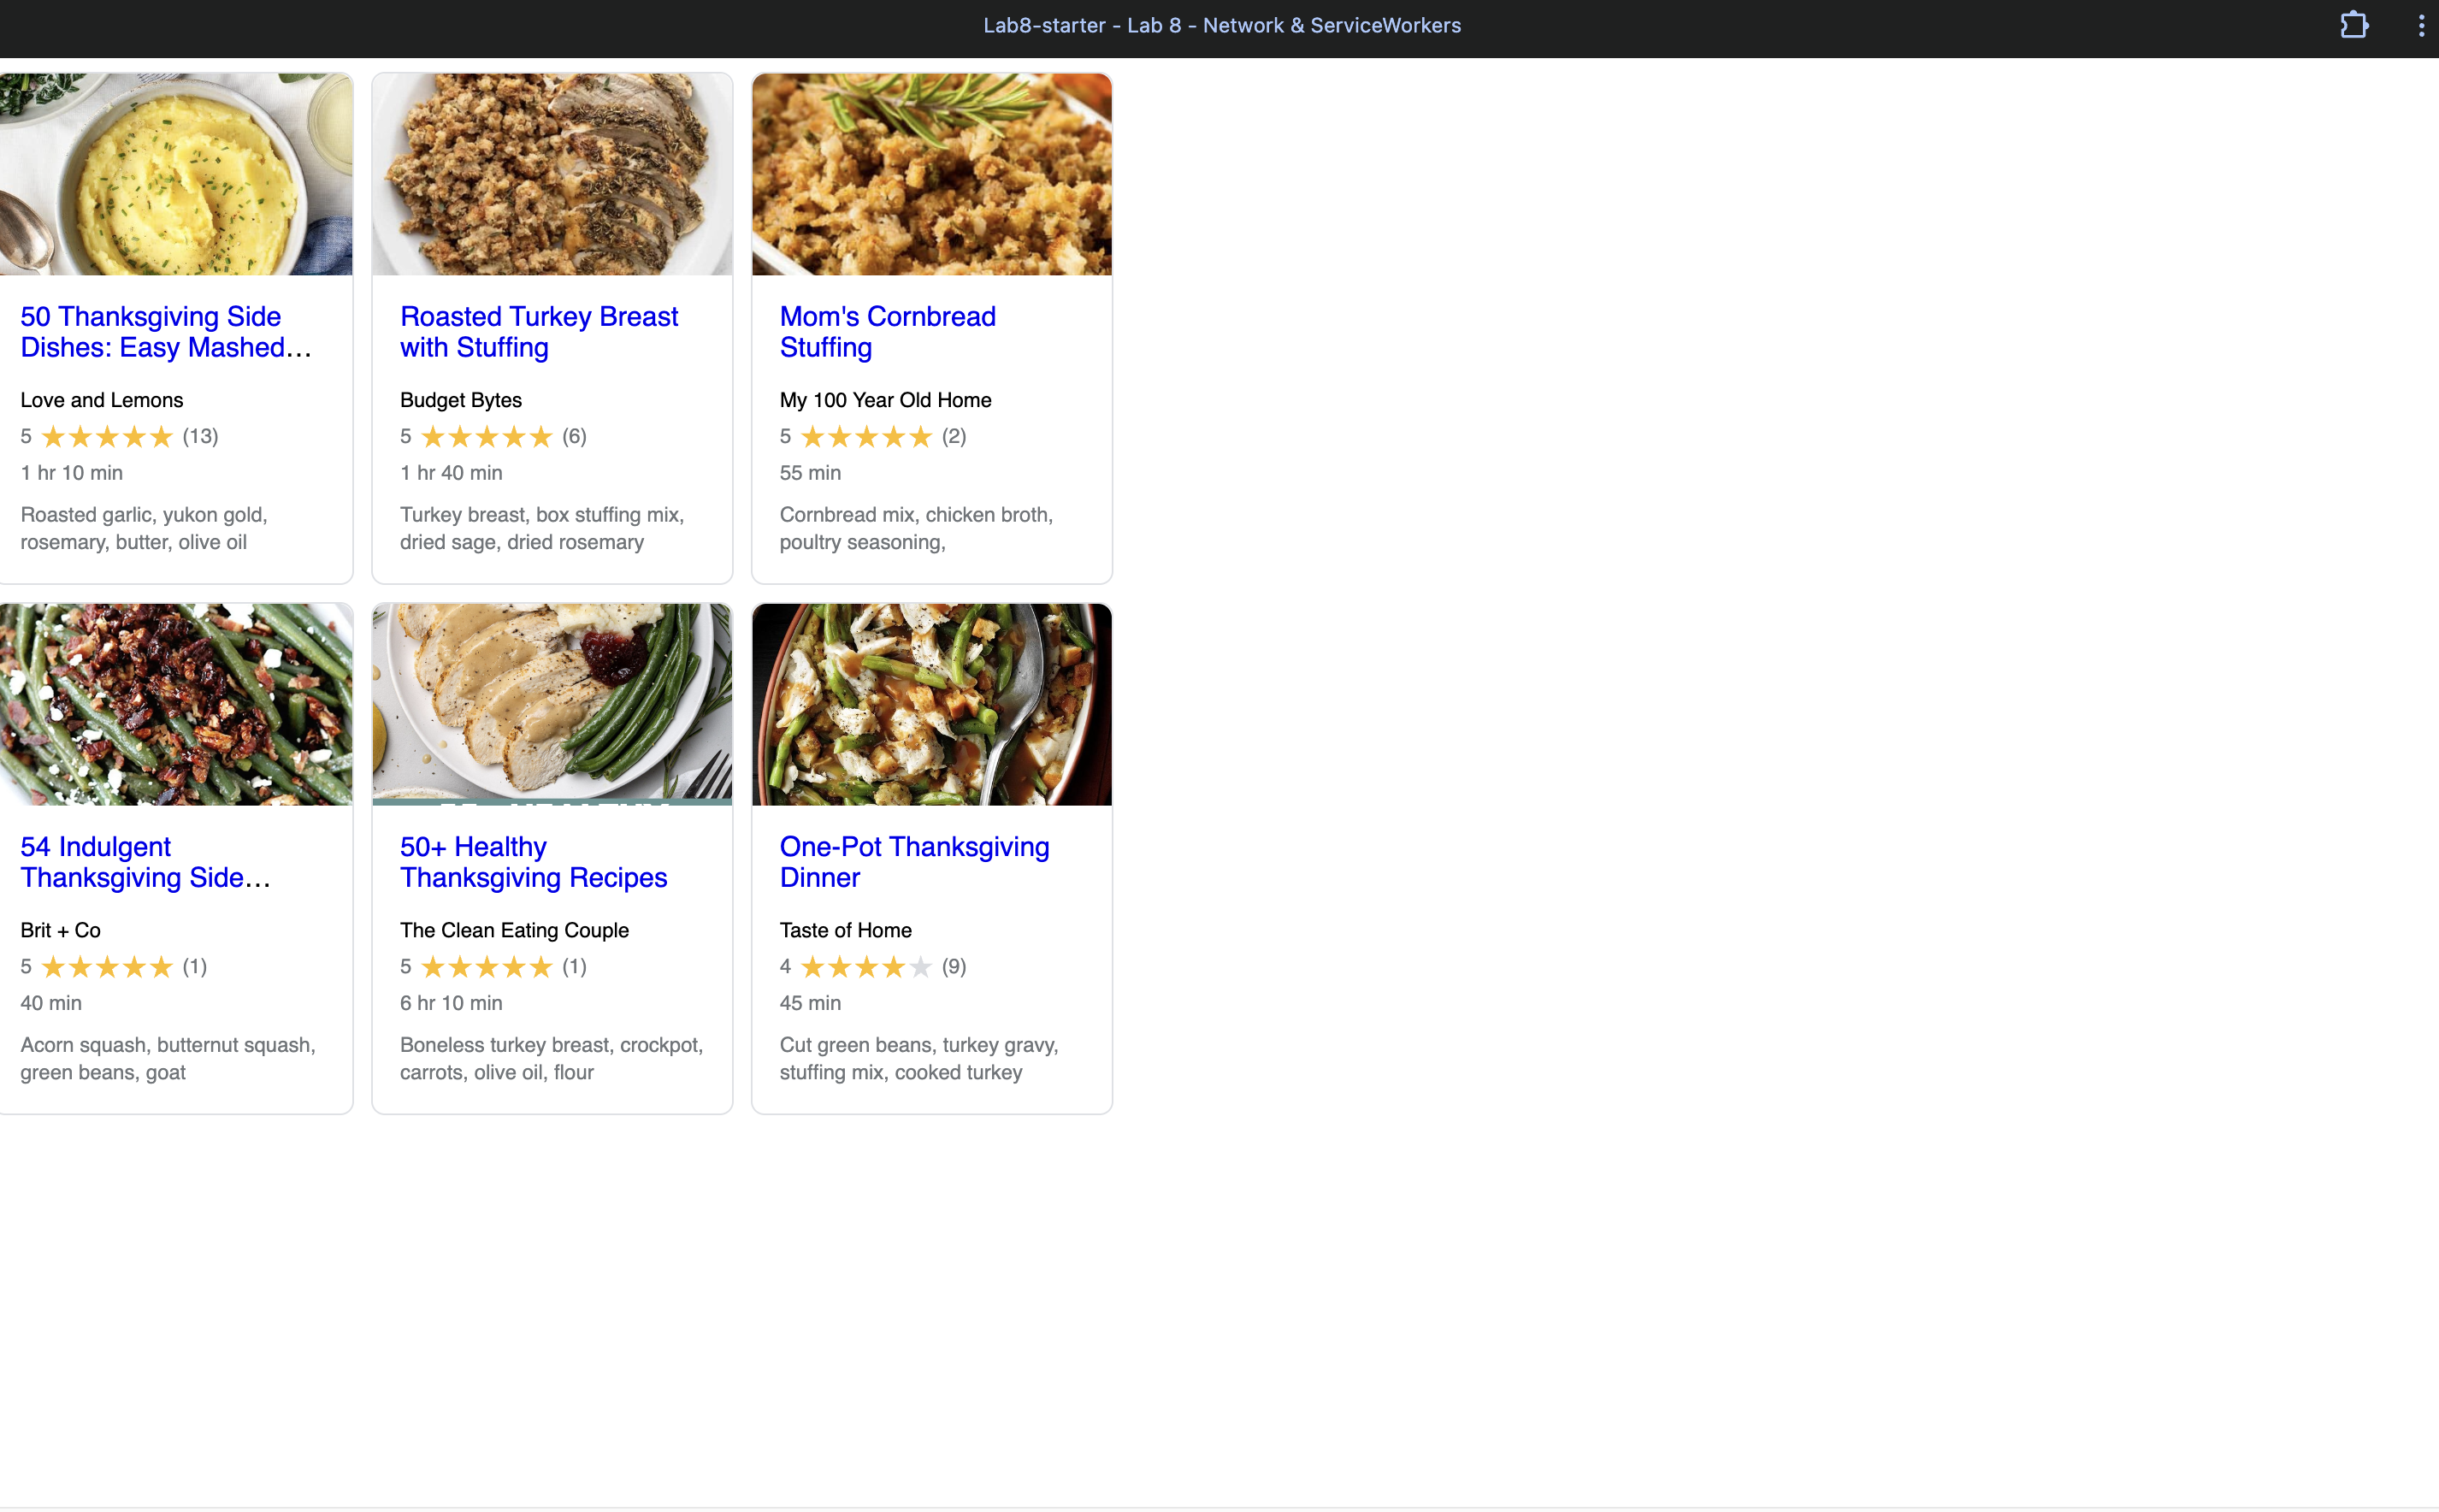 Lab8-starter - Lab 8 - Network & ServiceWorkers
50 Thanksgiving Side
Dishes: Easy Mashed...
Love and Lemons
5 ★★★★★ (13)
1 hr 10 min
Roasted garlic, yukon gold,
rosemary, butter, olive oil
Roasted Turkey Breast
with Stuffing
Budget Bytes
5 ★★★★★ (6)
1 hr 40 min
Turkey breast, box stuffing mix,
dried sage, dried rosemary
Mom's Cornbread
Stuffing
My 100 Year Old Home
5 ★★★★★ (2)
55 min
Cornbread mix, chicken broth,
poultry seasoning,
54 Indulgent
Thanksgiving Side...
Brit + Co
5 ★★★★★ (1)
40 min
Acorn squash, butternut squash,
green beans, goat
50+ Healthy
Thanksgiving Recipes
The Clean Eating Couple
5 ★★★★★ (1)
6 hr 10 min
Boneless turkey breast, crockpot,
carrots, olive oil, flour
One-Pot Thanksgiving
Dinner
Taste of Home
4 ★★★★★ (9)
45 min
Cut green beans, turkey gravy,
stuffing mix, cooked turkey